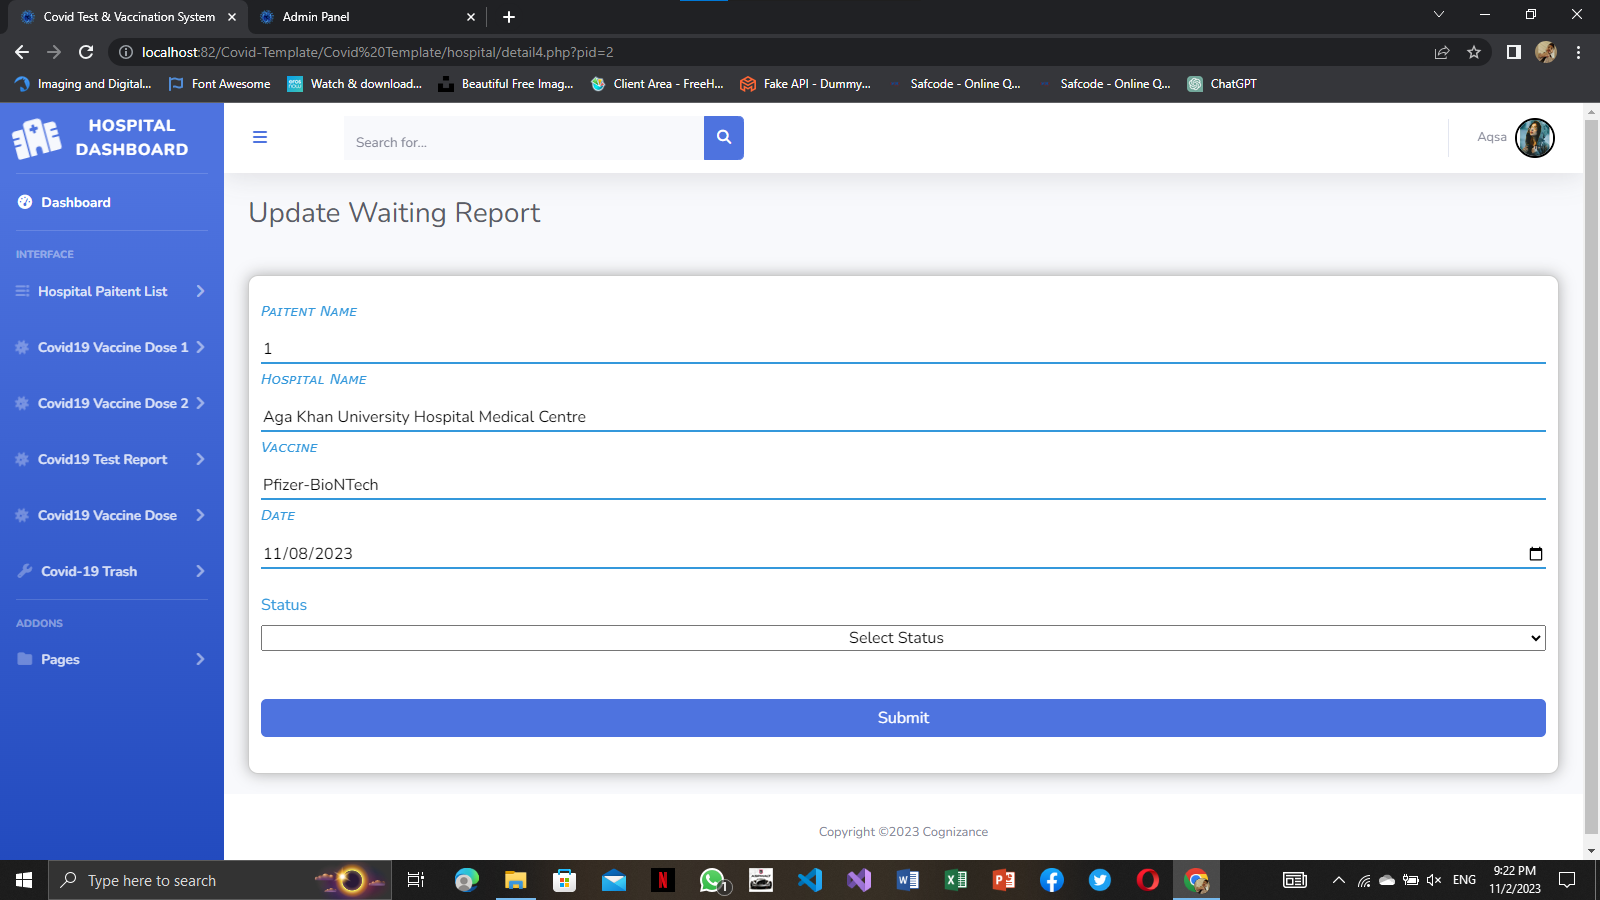 Covid Test & Vaccination System
Admin Panel
localhost:82/Covid-Template/Covid%20Template/hospital/detail4.php?pid=2
Imaging and Digital...
Font Awesome
Watch & download...
Beautiful Free Imag...
Client Area - FreeH...
Fake API - Dummy...
Safcode - Online Q...
Safcode - Online Q...
ChatGPT
HOSPITAL
DASHBOARD
Search for...
Aqsa
Dashboard
INTERFACE
Hospital Paitent List
Covid19 Vaccine Dose 1
Covid19 Vaccine Dose 2
Covid19 Test Report
Covid19 Vaccine Dose
Covid-19 Trash
ADDONS
Pages
Update Waiting Report
Paitent Name
1
Hospital Name
Aga Khan University Hospital Medical Centre
Vaccine
Pfizer-BioNTech
Date
11/08/2023
Status
Select Status
Submit
Copyright ©2023 Cognizance
Type here to search
1
ENG
9:22 PM
11/2/2023